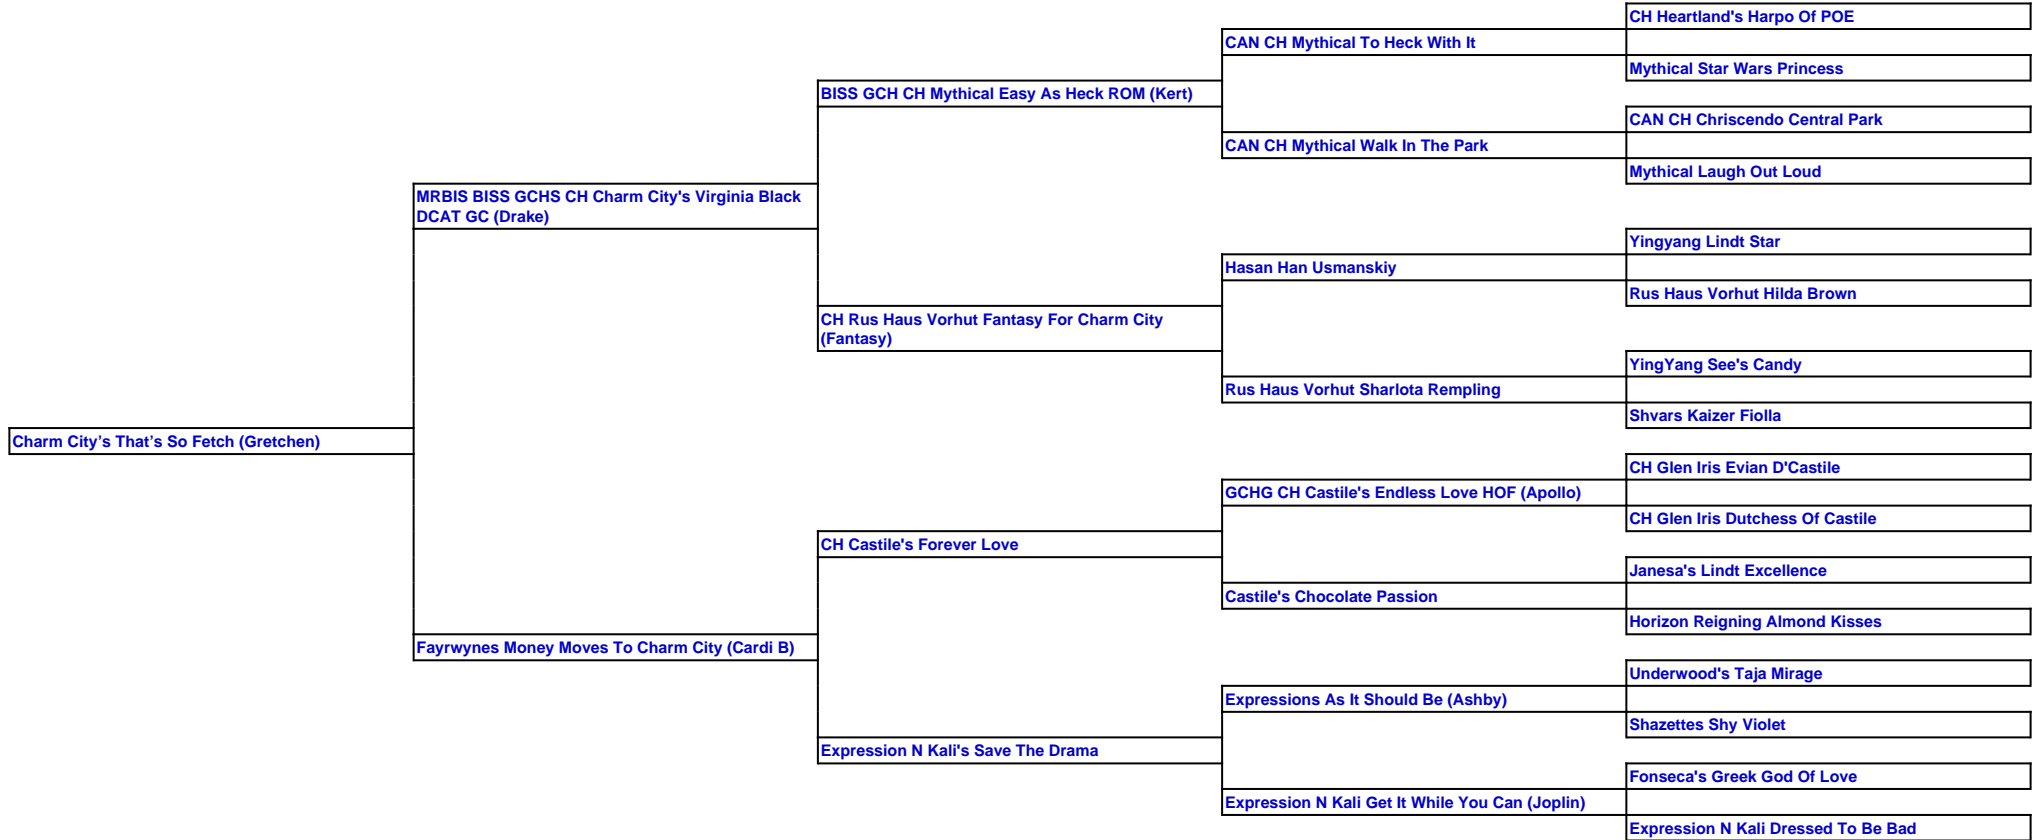 CH Heartland's Harpo Of POE
CAN CH Mythical To Heck With It
Mythical Star Wars Princess
BISS GCH CH Mythical Easy As Heck ROM (Kert)
CAN CH Chriscendo Central Park
CAN CH Mythical Walk In The Park
Mythical Laugh Out Loud
MRBIS BISS GCHS CH Charm City's Virginia Black
DCAT GC (Drake)
Yingyang Lindt Star
Hasan Han Usmanskiy
Rus Haus Vorhut Hilda Brown
CH Rus Haus Vorhut Fantasy For Charm City
(Fantasy)
YingYang See's Candy
Rus Haus Vorhut Sharlota Rempling
Shvars Kaizer Fiolla
Charm City’s That’s So Fetch (Gretchen)
CH Glen Iris Evian D'Castile
GCHG CH Castile's Endless Love HOF (Apollo)
CH Glen Iris Dutchess Of Castile
CH Castile's Forever Love
Janesa's Lindt Excellence
Castile's Chocolate Passion
Horizon Reigning Almond Kisses
Fayrwynes Money Moves To Charm City (Cardi B)
Underwood's Taja Mirage
Expressions As It Should Be (Ashby)
Shazettes Shy Violet
Expression N Kali's Save The Drama
Fonseca's Greek God Of Love
Expression N Kali Get It While You Can (Joplin)
Expression N Kali Dressed To Be Bad